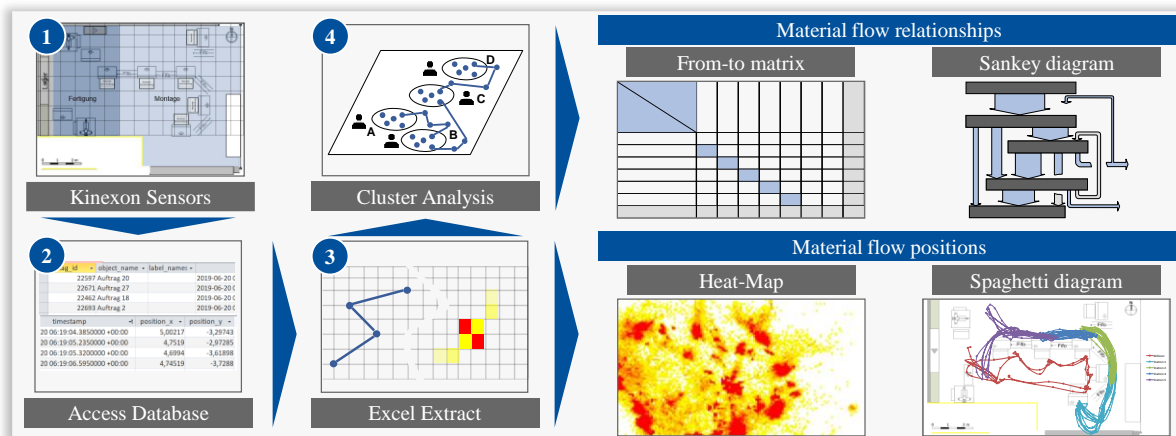 1
Fertigung
Montage
Kinexon Sensors
2
object_name
label_name
22597 Auftrag 20
2019-06-20
22671 Auftrag 27
2019-06-20
22462 Auftrag 18
2019-06-20
22693 Auftrag 2
2019-06-20
timestamp
position_x
position_y
20 06:19:04.3850000 +00:00
5,00217
-3,29743
20 06:19:05.2350000 +00:00
4,7519
-2,97285
20 06:19:05.3200000 +00:00
4,6994
-3,61898
20 06:19:06.5950000 +00:00
4,74519
-3,7288
Access Database
4
D
C
A
B
Cluster Analysis
3
Excel Extract
Material flow relationships
From-to matrix
Sankey diagram
Material flow positions
Heat-Map
Spaghetti diagram